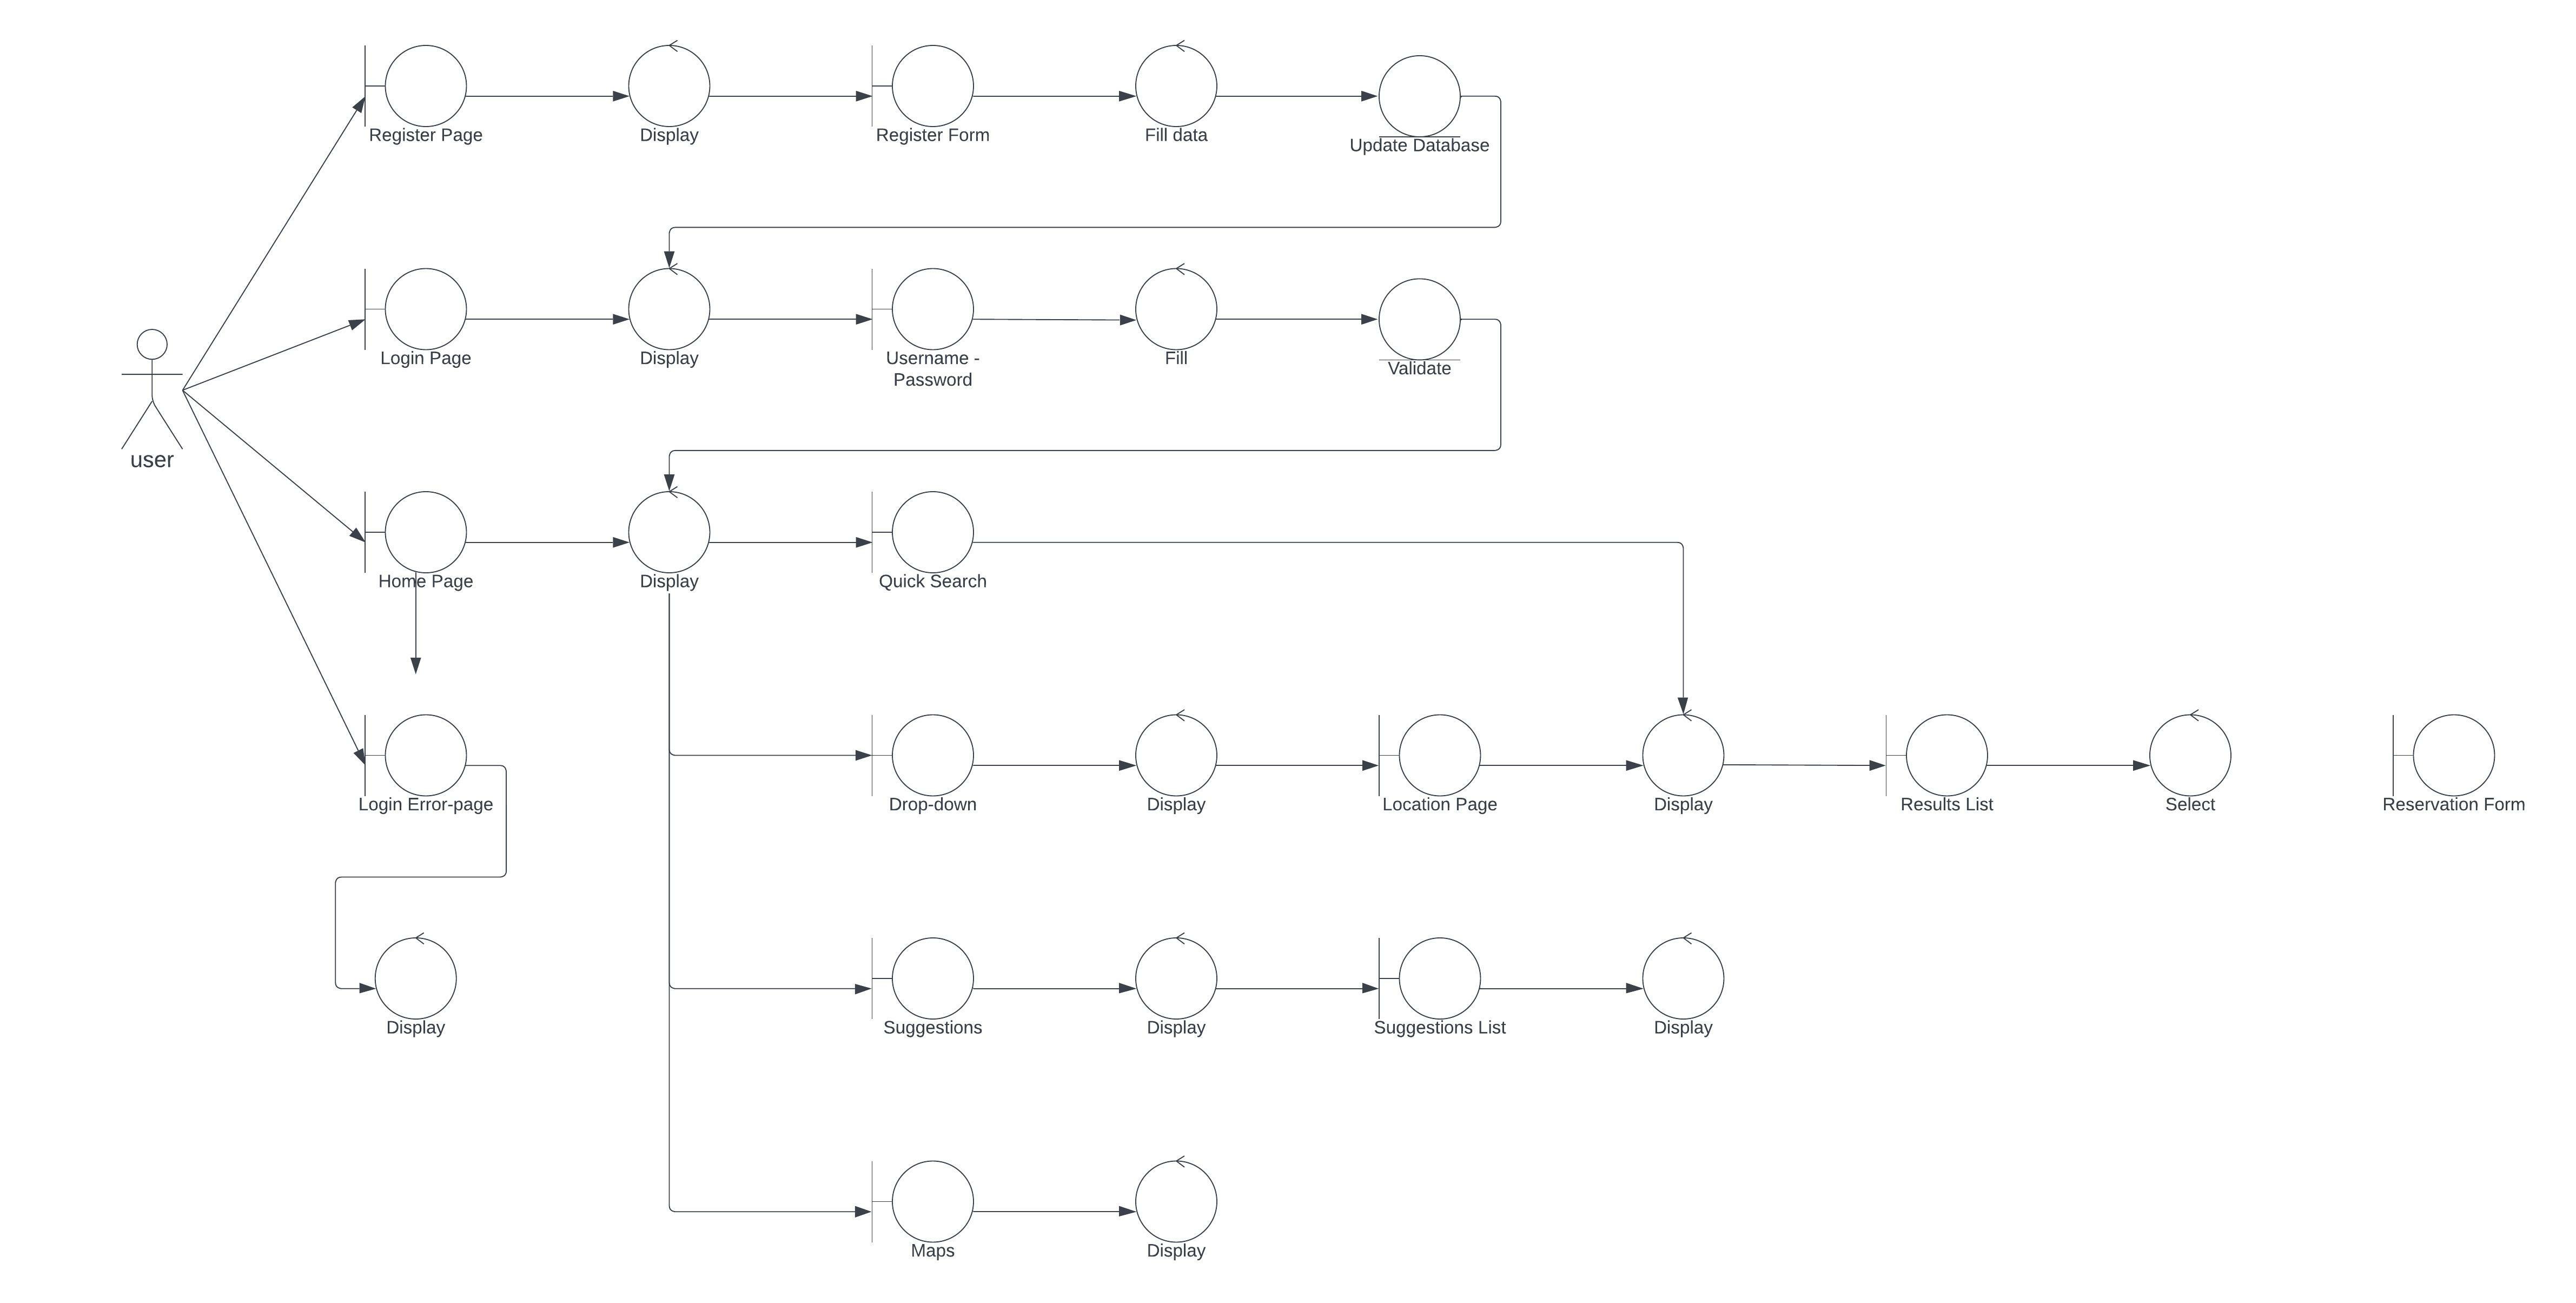 Register Page
Display
Register Form
Fill data
Update Database
Login Page
Display
Username -
Password
Fill
Validate
user
Home Page
Display
Quick Search
Login Error-page
Drop-down
Display
Location Page
Display
Results List
Select
Reservation Form
Display
Suggestions
Display
Suggestions List
Display
Maps
Display